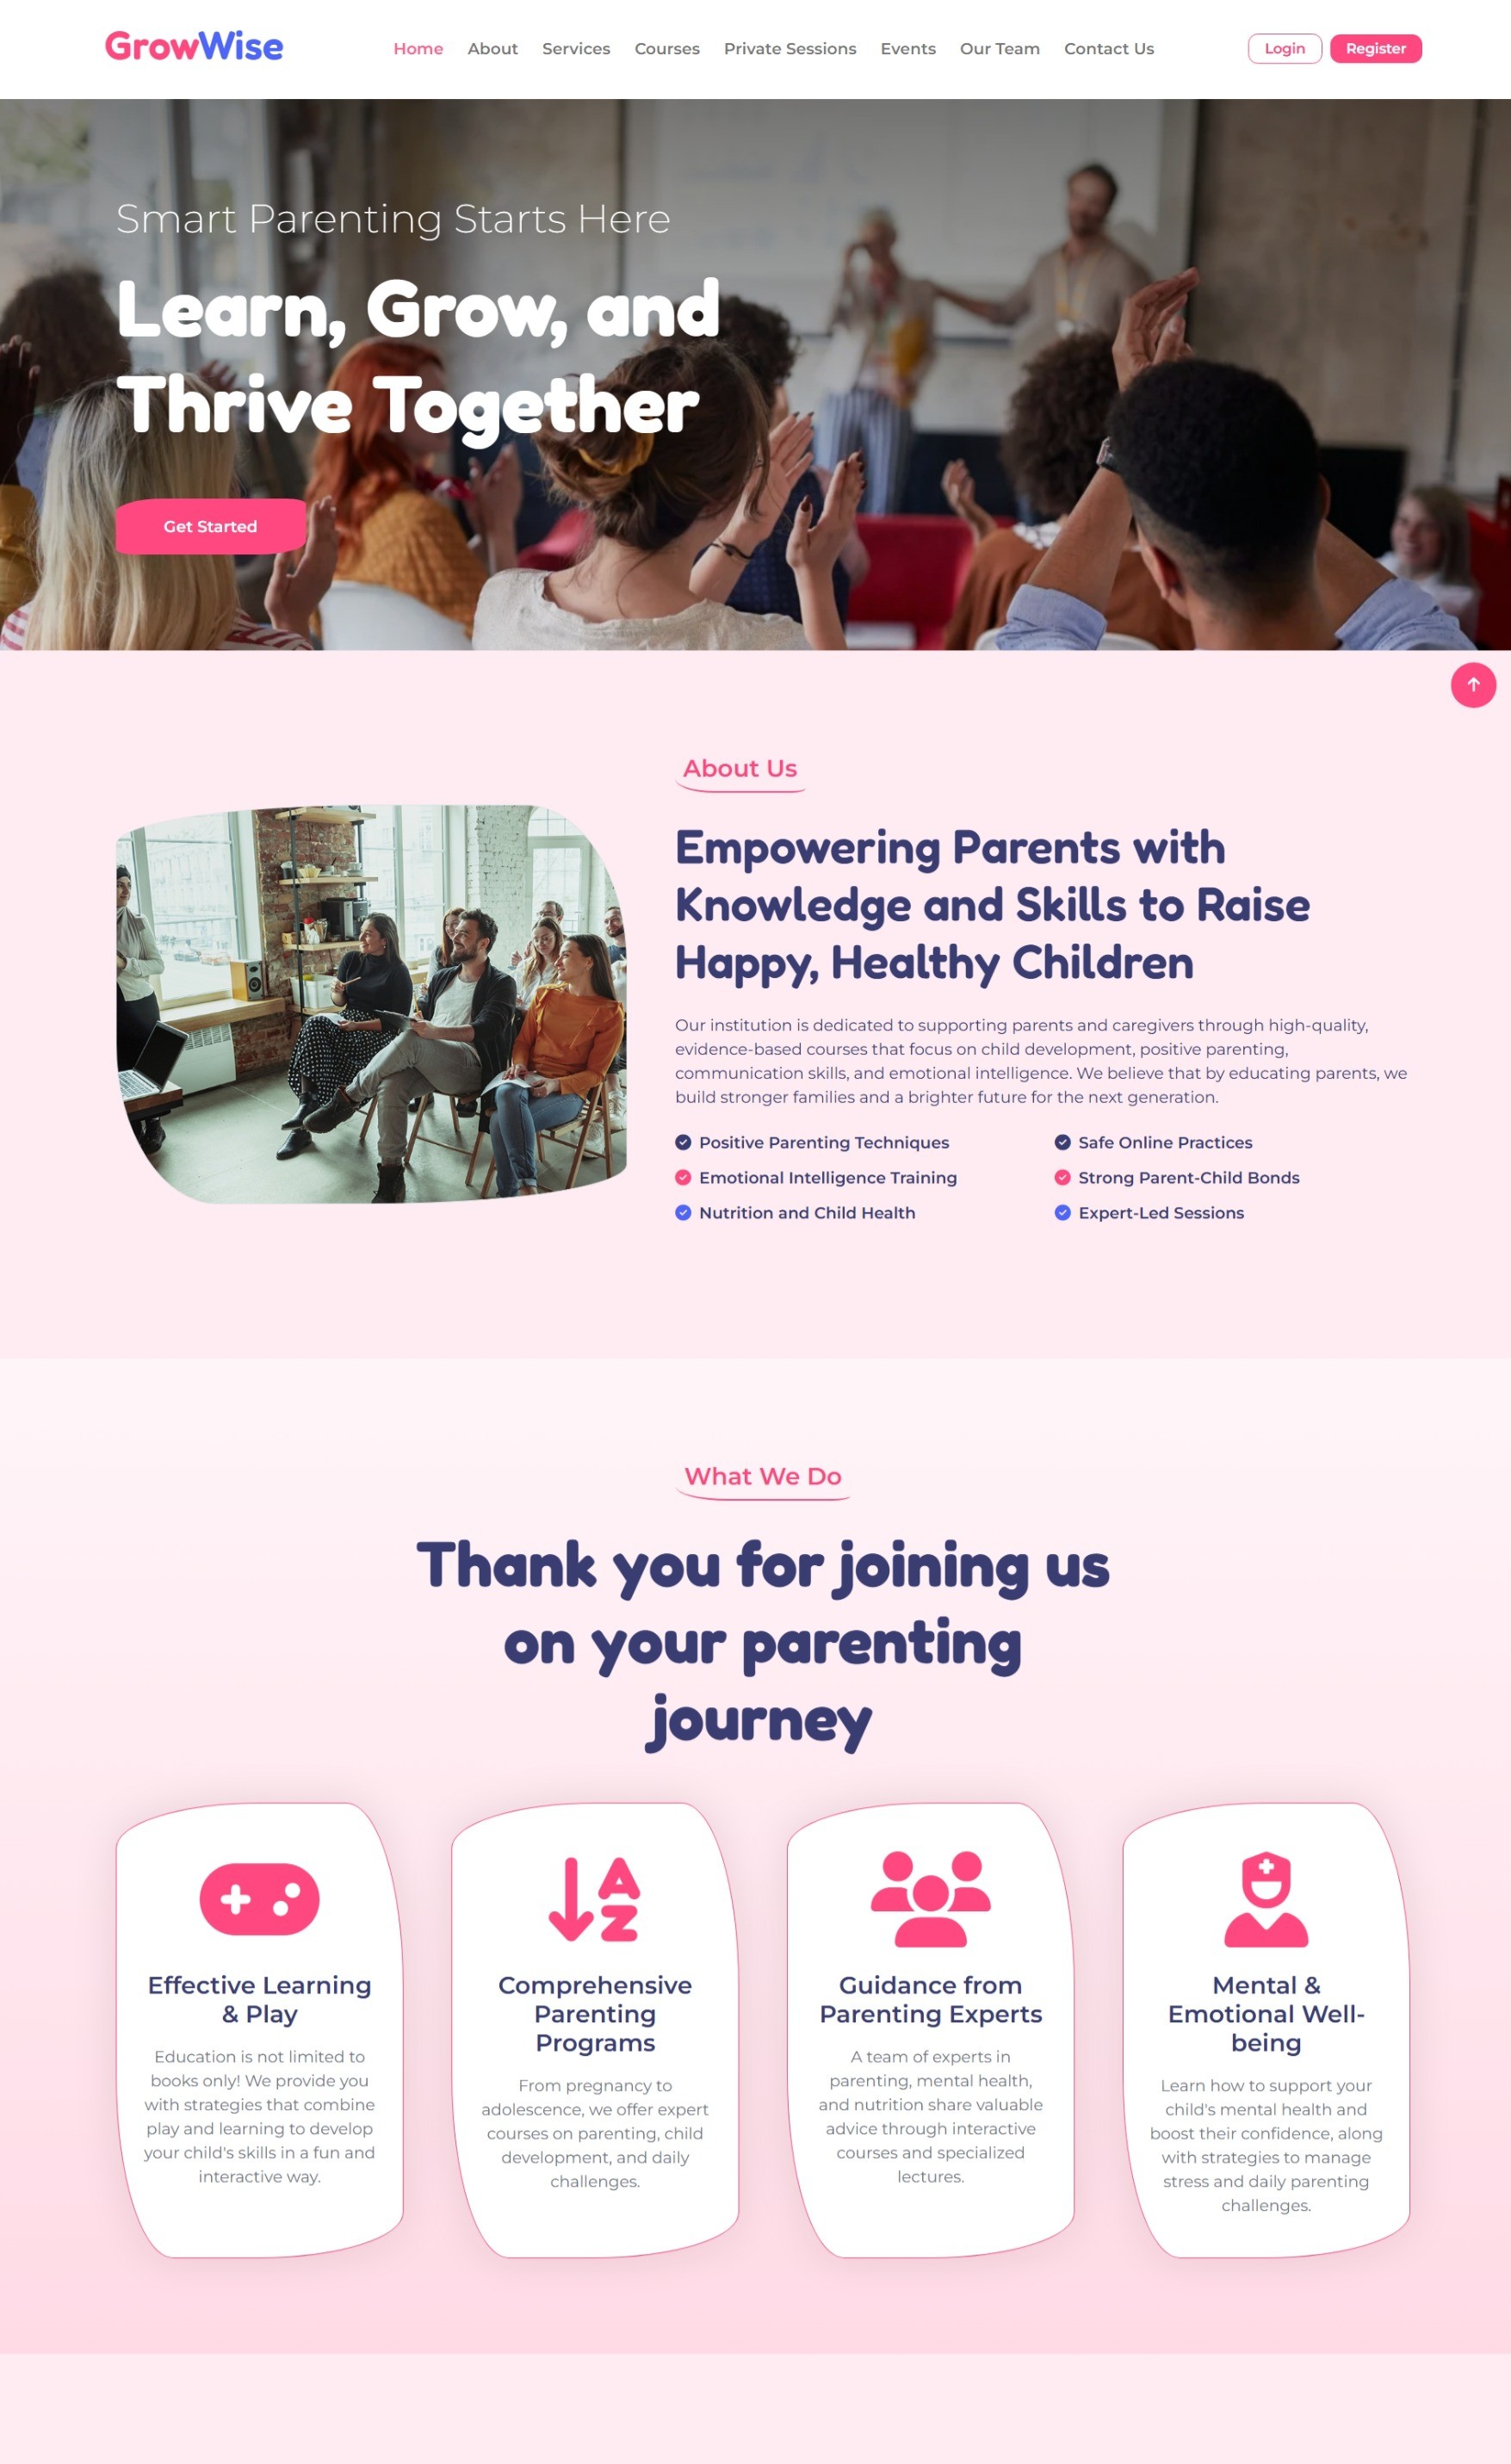 GrowWise
Home About Services Courses Private Sessions Events Our Team Contact Us
Login Register
Smart Parenting Starts Here
Learn, Grow, and
Thrive Together
Get Started
About Us
Empowering Parents with
Knowledge and Skills to Raise
Happy, Healthy Children
Our institution is dedicated to supporting parents and caregivers through high-quality,
evidence-based courses that focus on child development, positive parenting,
communication skills, and emotional intelligence. We believe that by educating parents, we
build stronger families and a brighter future for the next generation.
Positive Parenting Techniques
Emotional Intelligence Training
Nutrition and Child Health
Safe Online Practices
Strong Parent-Child Bonds
Expert-Led Sessions
What We Do
Thank you for joining us
on your parenting
journey
A
Z
Effective Learning
& Play
Education is not limited to
books only! We provide you
with strategies that combine
play and learning to develop
your child's skills in a fun and
interactive way.
Comprehensive
Parenting
Programs
From pregnancy to
adolescence, we offer expert
courses on parenting, child
development, and daily
challenges.
Guidance from
Parenting Experts
A team of experts in
parenting, mental health,
and nutrition share valuable
advice through interactive
courses and specialized
lectures.
Mental &
Emotional Well-
being
Learn how to support your
child's mental health and
boost their confidence, along
with strategies to manage
stress and daily parenting
challenges.